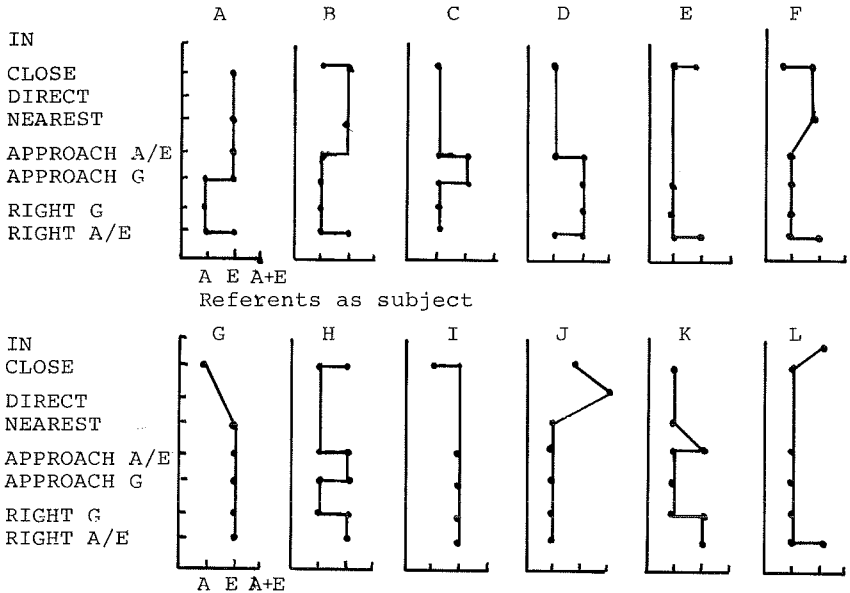 A B C D E F
IN
CLOSE
DIRECT
NEAREST
APPROACH A/E
APPROACH G
RIGHT G
RIGHT A/E
A E A+E
Referents as subject
G H I J K L
IN
CLOSE
DIRECT
NEAREST
APPROACH A/E
APPROACH G
RIGHT G
RIGHT A/E
A E A+E